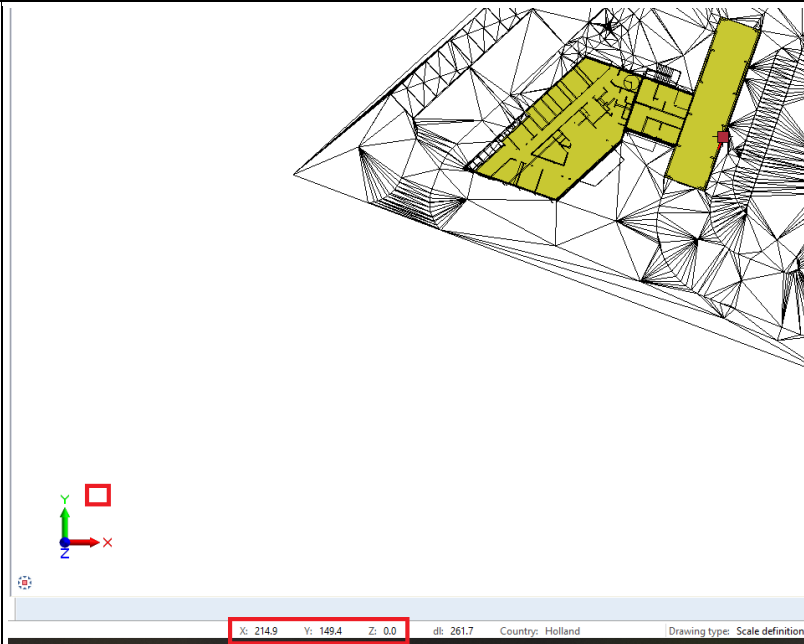 Y
X
Z
X: 214.9 Y: 149.4 Z: 0.0 dl: 261.7 Country: Holland Drawing type: Scale definition